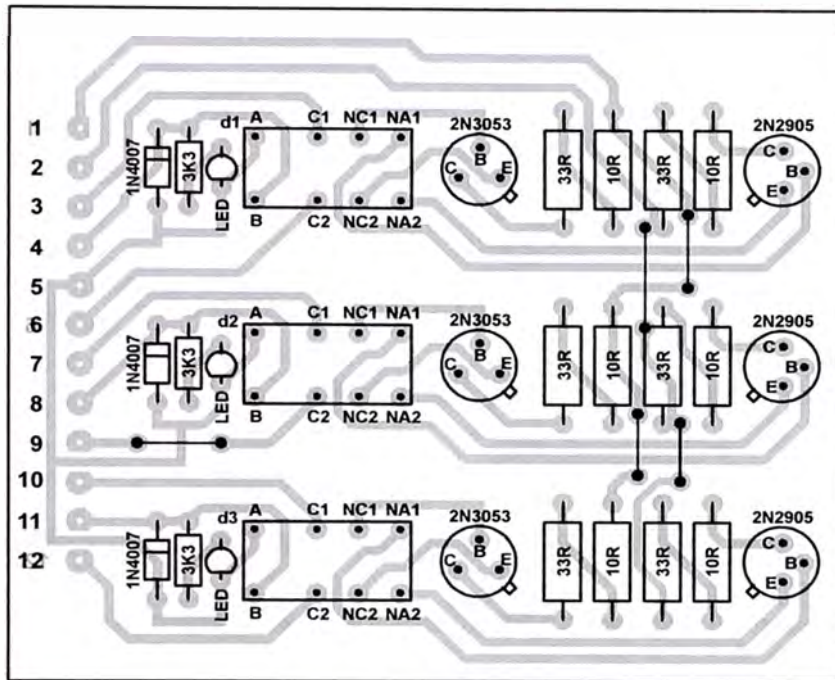 1
2
3
4
5
6
7
8
9
10
11
12
1N4007
3K3
LED
d1
A
B
C1 NC1 NA1
C2 NC2 NA2
2N3053
C
B
E
33R
10R
33R
10R
2N2905
C
B
E
1N4007
3K3
LED
d2
A
B
C1 NC1 NA1
C2 NC2 NA2
2N3053
C
B
E
33R
10R
33R
10R
2N2905
C
B
E
1N4007
3K3
LED
d3
A
B
C1 NC1 NA1
C2 NC2 NA2
2N3053
C
B
E
33R
10R
33R
10R
2N2905
C
B
E